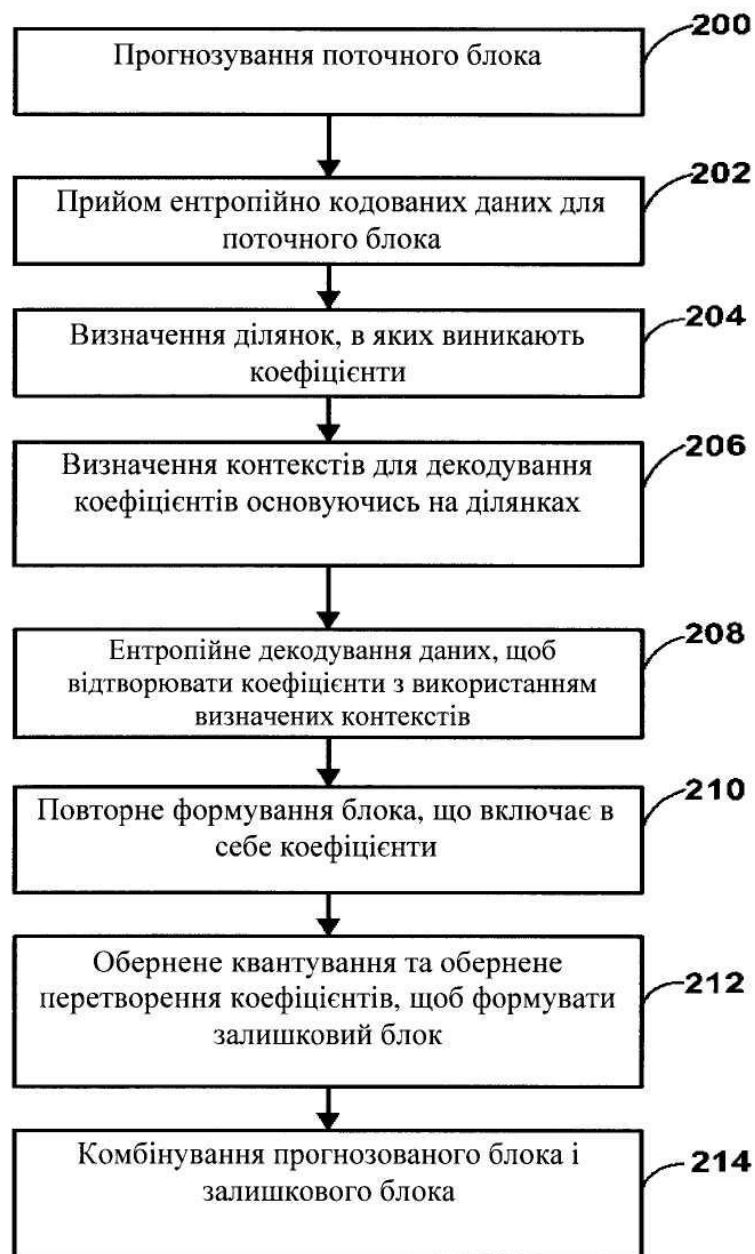 Прогнозування поточного блока
200
Прийом ентропійно кодованих даних для
поточного блока
202
Визначення ділянок, в яких виникають
коефіцієнти
204
Визначення контекстів для декодування
коефіцієнтів основуючись на ділянках
206
Ентропійне декодування даних, щоб
відтворювати коефіцієнти з використанням
визначених контекстів
208
Повторне формування блока, що включає в
себе коефіцієнти
210
Обернене квантування та обернене
перетворення коефіцієнтів, щоб формувати
залишковий блок
212
Комбінування прогнозованого блока і
залишкового блока
214